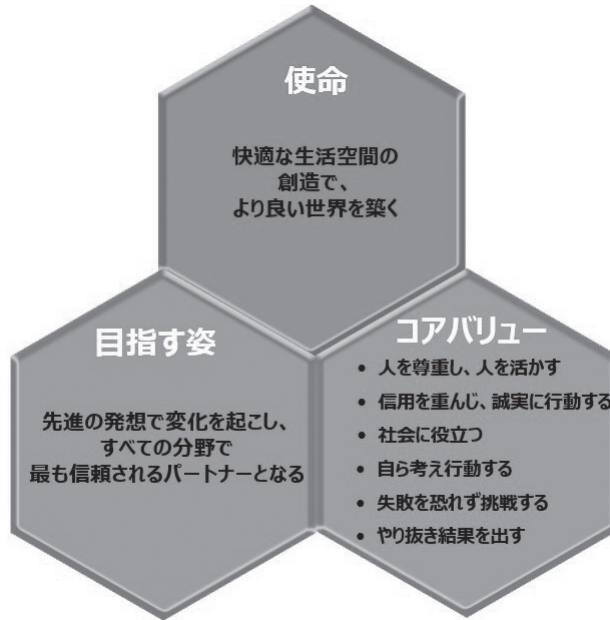 使命
快適な生活空間の
創造で、
より良い世界を築く
目指す姿
先進の発想で変化を起こし、
すべての分野で
最も信頼されるパートナーとなる
コアバリュー
• 人を尊重し、人を活かす
• 信用を重んじ、誠実に行動する
• 社会に役立つ
• 自ら考え行動する
• 失敗を恐れず挑戦する
• やり抜き結果を出す